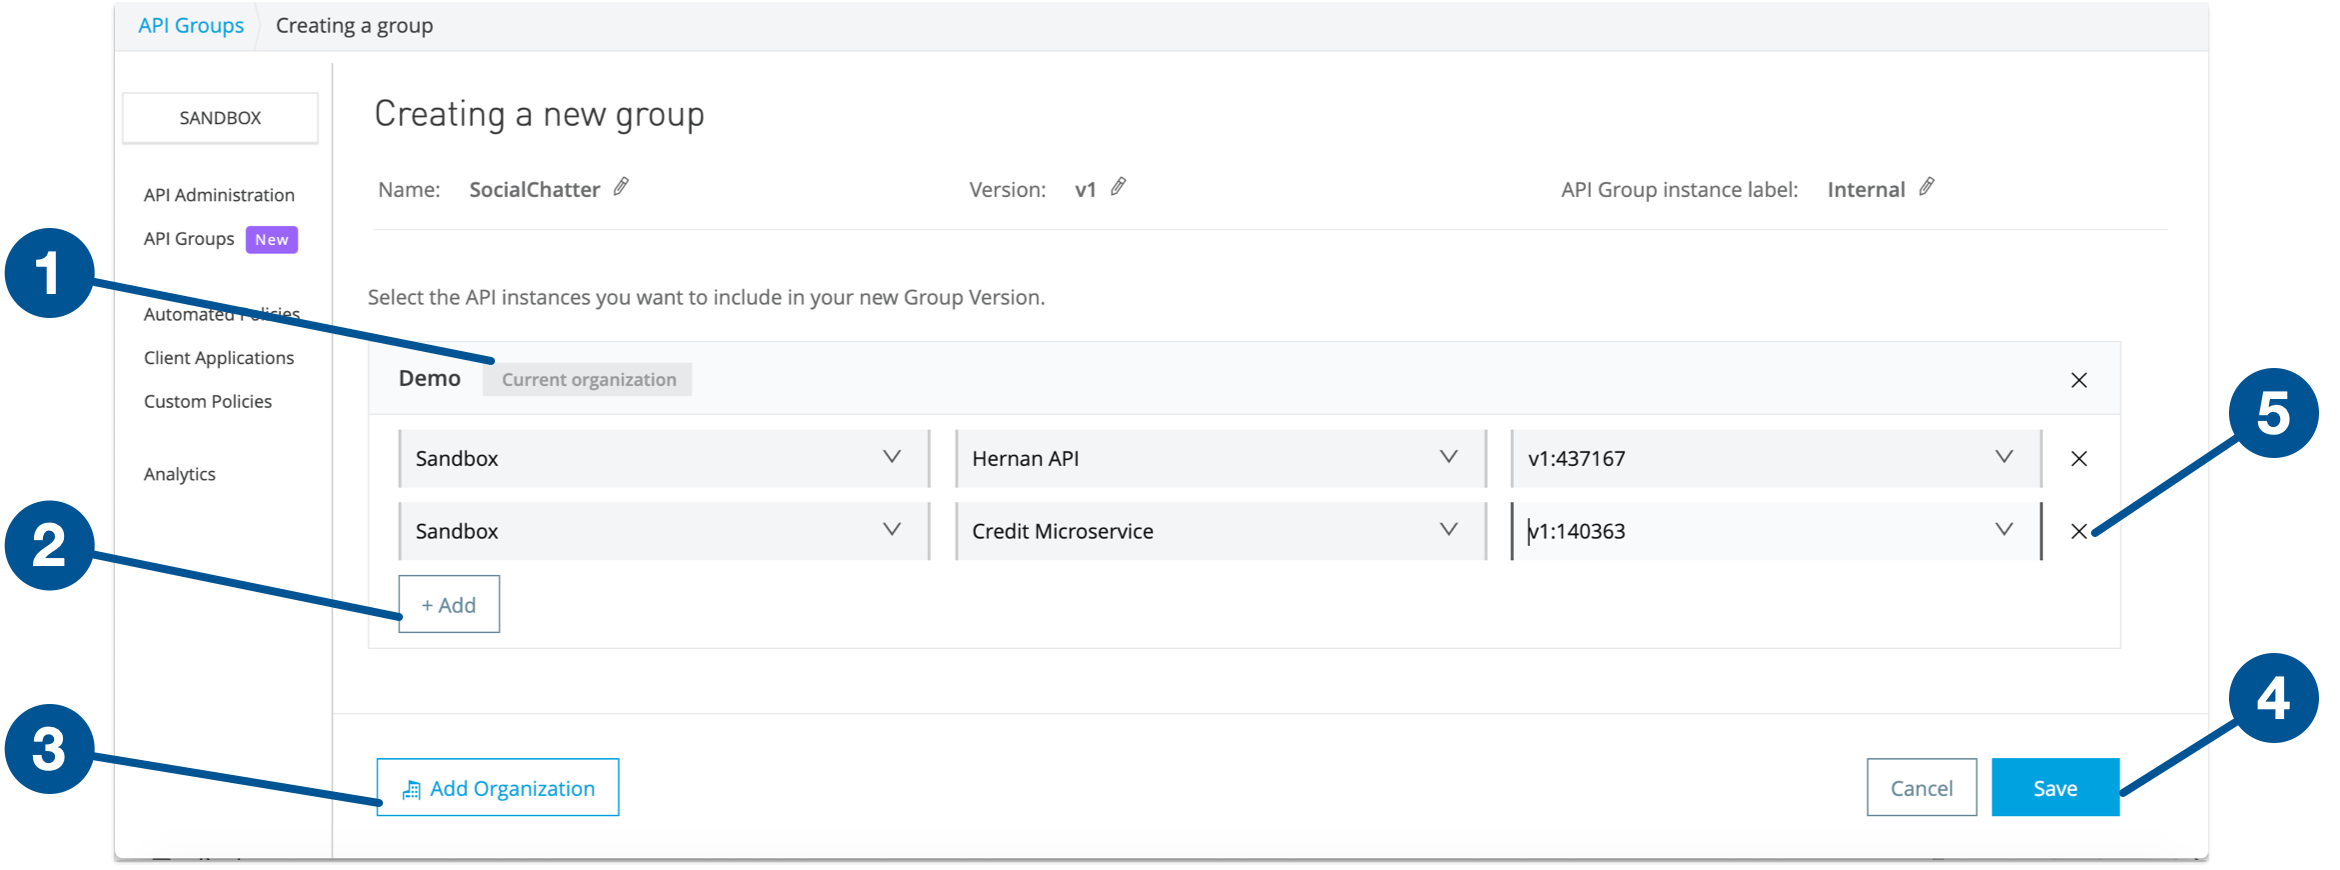 API Groups Creating a group
SANDBOX
Creating a new group
API Administration
Name: SocialChatter Version: v1 API Group instance label: Internal
API Groups New
1
Select the API instances you want to include in your new Group Version.
Automated Policies
Client Applications
Custom Policies
Analytics
Demo Current organization
5
Sandbox Hernan API v1:437167
2
Sandbox Credit Microservice v1:140363
+ Add
4
3
Add Organization Cancel Save